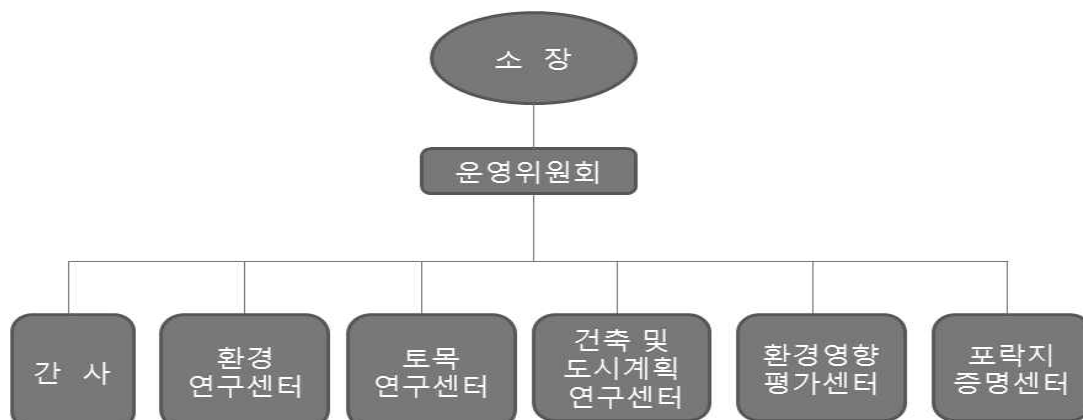 소 장
운영위원회
간 사
환경
연구센터
토목
연구센터
건축 및
도시계획
연구센터
환경영향
평가센터
포락지
증명센터